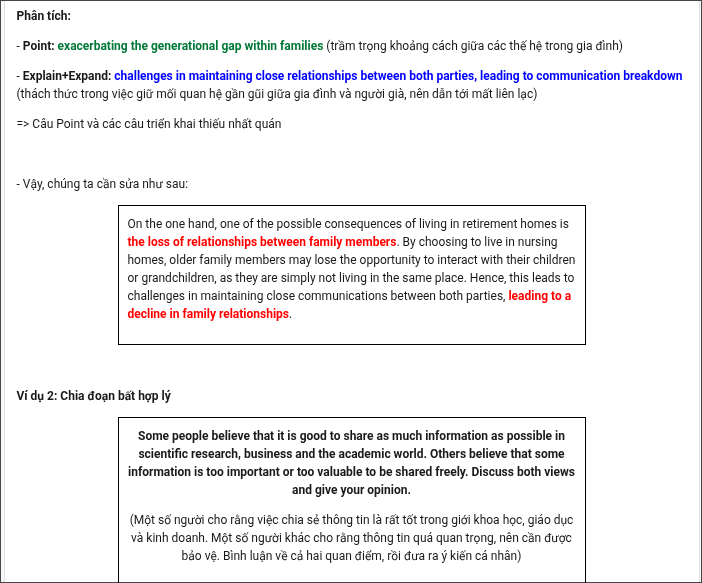 Phân tích:
- Point: exacerbating the generational gap within families (trầm trọng khoảng cách giữa các thế hệ trong gia đình)
- Explain+Expand: challenges in maintaining close relationships between both parties, leading to communication breakdown
(thách thức trong việc giữ mối quan hệ gần gũi giữa gia đình và người già, nên dẫn tới mất liên lạc)
=> Câu Point và các câu triển khai thiếu nhất quán
- Vậy, chúng ta cần sửa như sau:
On the one hand, one of the possible consequences of living in retirement homes is
the loss of relationships between family members. By choosing to live in nursing
homes, older family members may lose the opportunity to interact with their children
or grandchildren, as they are simply not living in the same place. Hence, this leads to
challenges in maintaining close communications between both parties, leading to a
decline in family relationships.
Ví dụ 2: Chia đoạn bất hợp lý
Some people believe that it is good to share as much information as possible in
scientific research, business and the academic world. Others believe that some
information is too important or too valuable to be shared freely. Discuss both views
and give your opinion.
(Một số người cho rằng việc chia sẻ thông tin là rất tốt trong giới khoa học, giáo dục
và kinh doanh. Một số người khác cho rằng thông tin quá quan trọng, nên cần được
bảo vệ. Bình luận về cả hai quan điểm, rồi đưa ra ý kiến cá nhân)